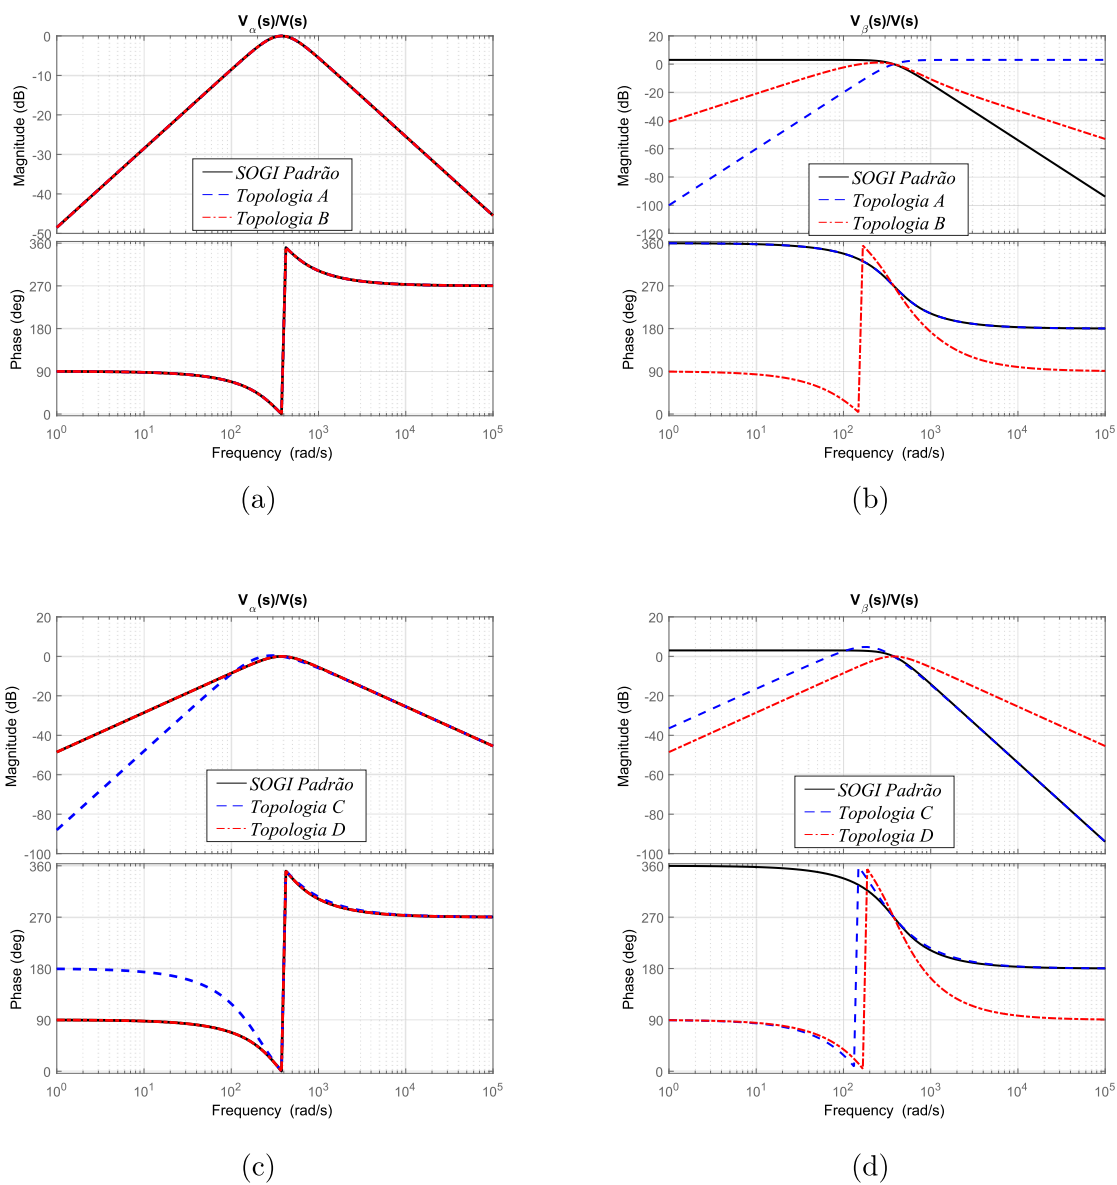 V_α(s)/V(s)
0
-10
-20
-30
-40
-50
Magnitude (dB)
SOGI Padrão
Topologia A
Topologia B
360
270
180
90
0
Phase (deg)
10^0 10^1 10^2 10^3 10^4 10^5
Frequency (rad/s)
(a)
V_β(s)/V(s)
20
0
-20
-40
-60
-80
-100
-120
Magnitude (dB)
SOGI Padrão
Topologia A
Topologia B
360
270
180
90
0
Phase (deg)
10^0 10^1 10^2 10^3 10^4 10^5
Frequency (rad/s)
(b)
V_α(s)/V(s)
20
0
-20
-40
-60
-80
-100
Magnitude (dB)
SOGI Padrão
Topologia C
Topologia D
360
270
180
90
0
Phase (deg)
10^0 10^1 10^2 10^3 10^4 10^5
Frequency (rad/s)
(c)
V_β(s)/V(s)
20
0
-20
-40
-60
-80
-100
Magnitude (dB)
SOGI Padrão
Topologia C
Topologia D
360
270
180
90
0
Phase (deg)
10^0 10^1 10^2 10^3 10^4 10^5
Frequency (rad/s)
(d)